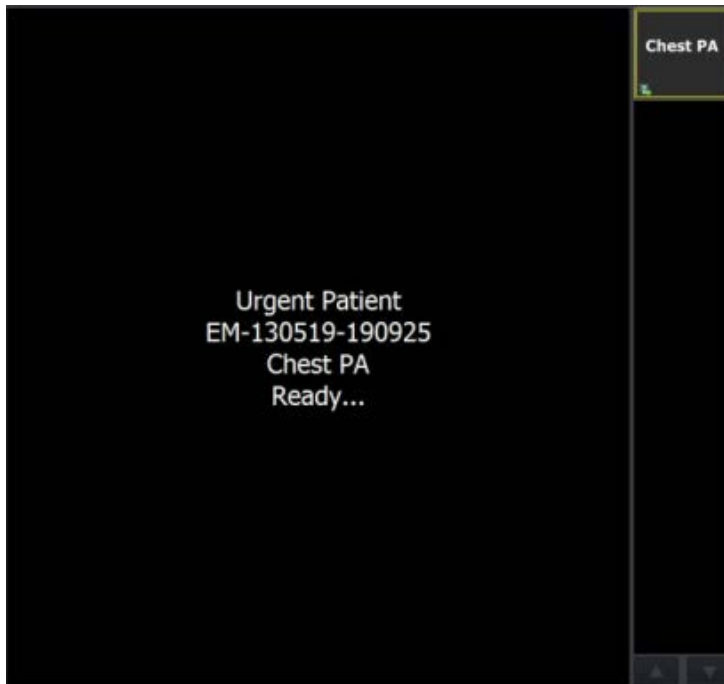 Urgent Patient
EM-130519-190925
Chest PA
Ready...
Chest PA